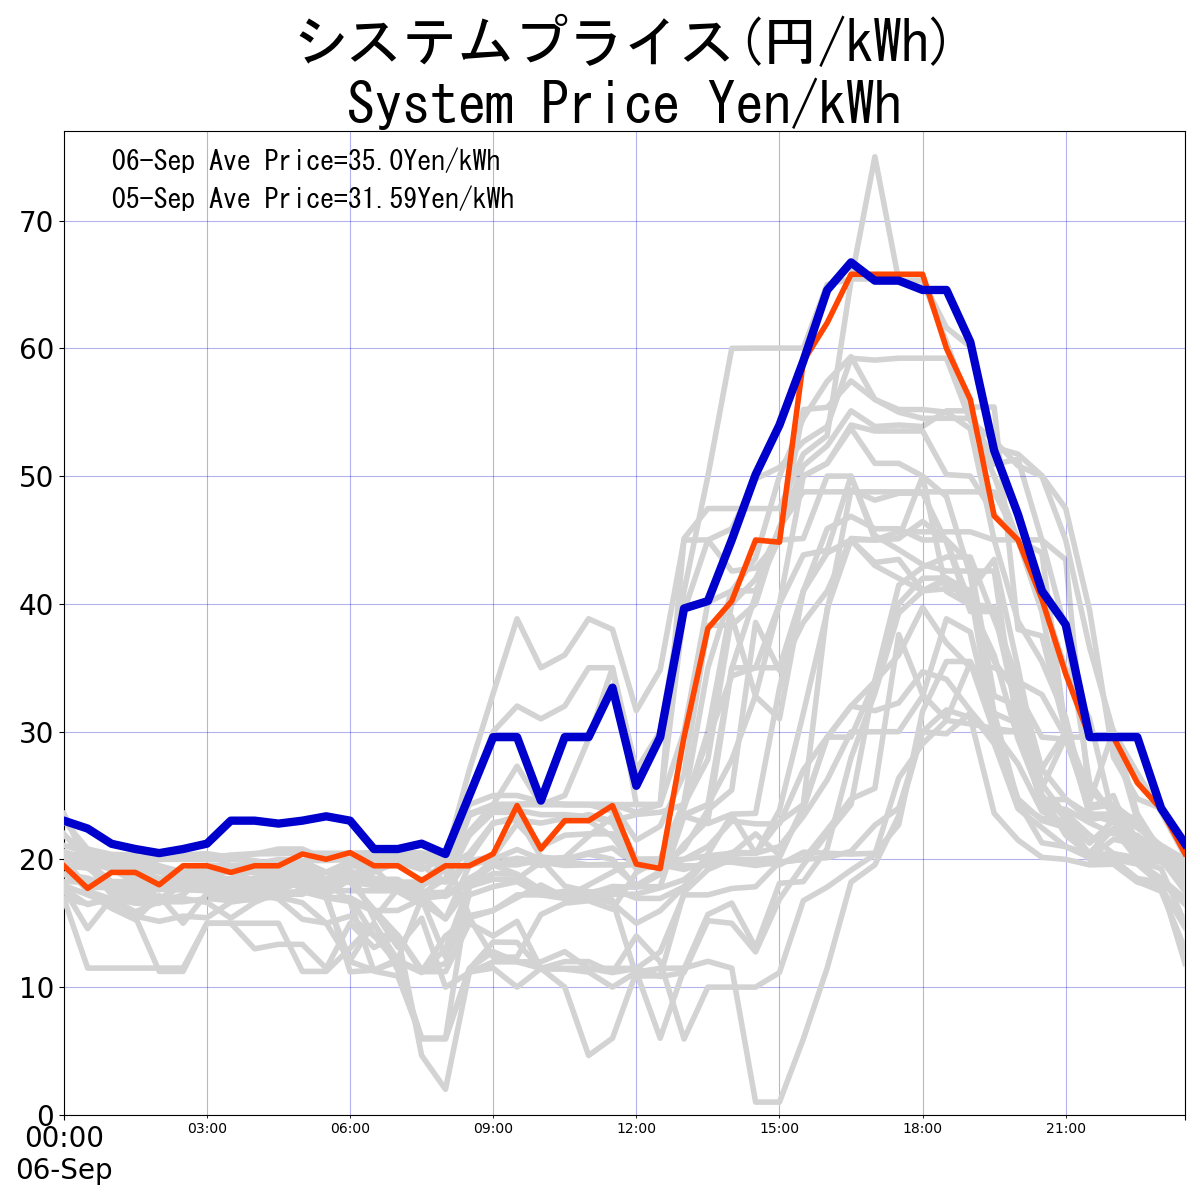 システムプライス(円/kWh)
System Price Yen/kWh
06-Sep Ave Price=35.0Yen/kWh
05-Sep Ave Price=31.59Yen/kWh
70
60
50
40
30
20
10
0
00:00 03:00 06:00 09:00 12:00 15:00 18:00 21:00
06-Sep